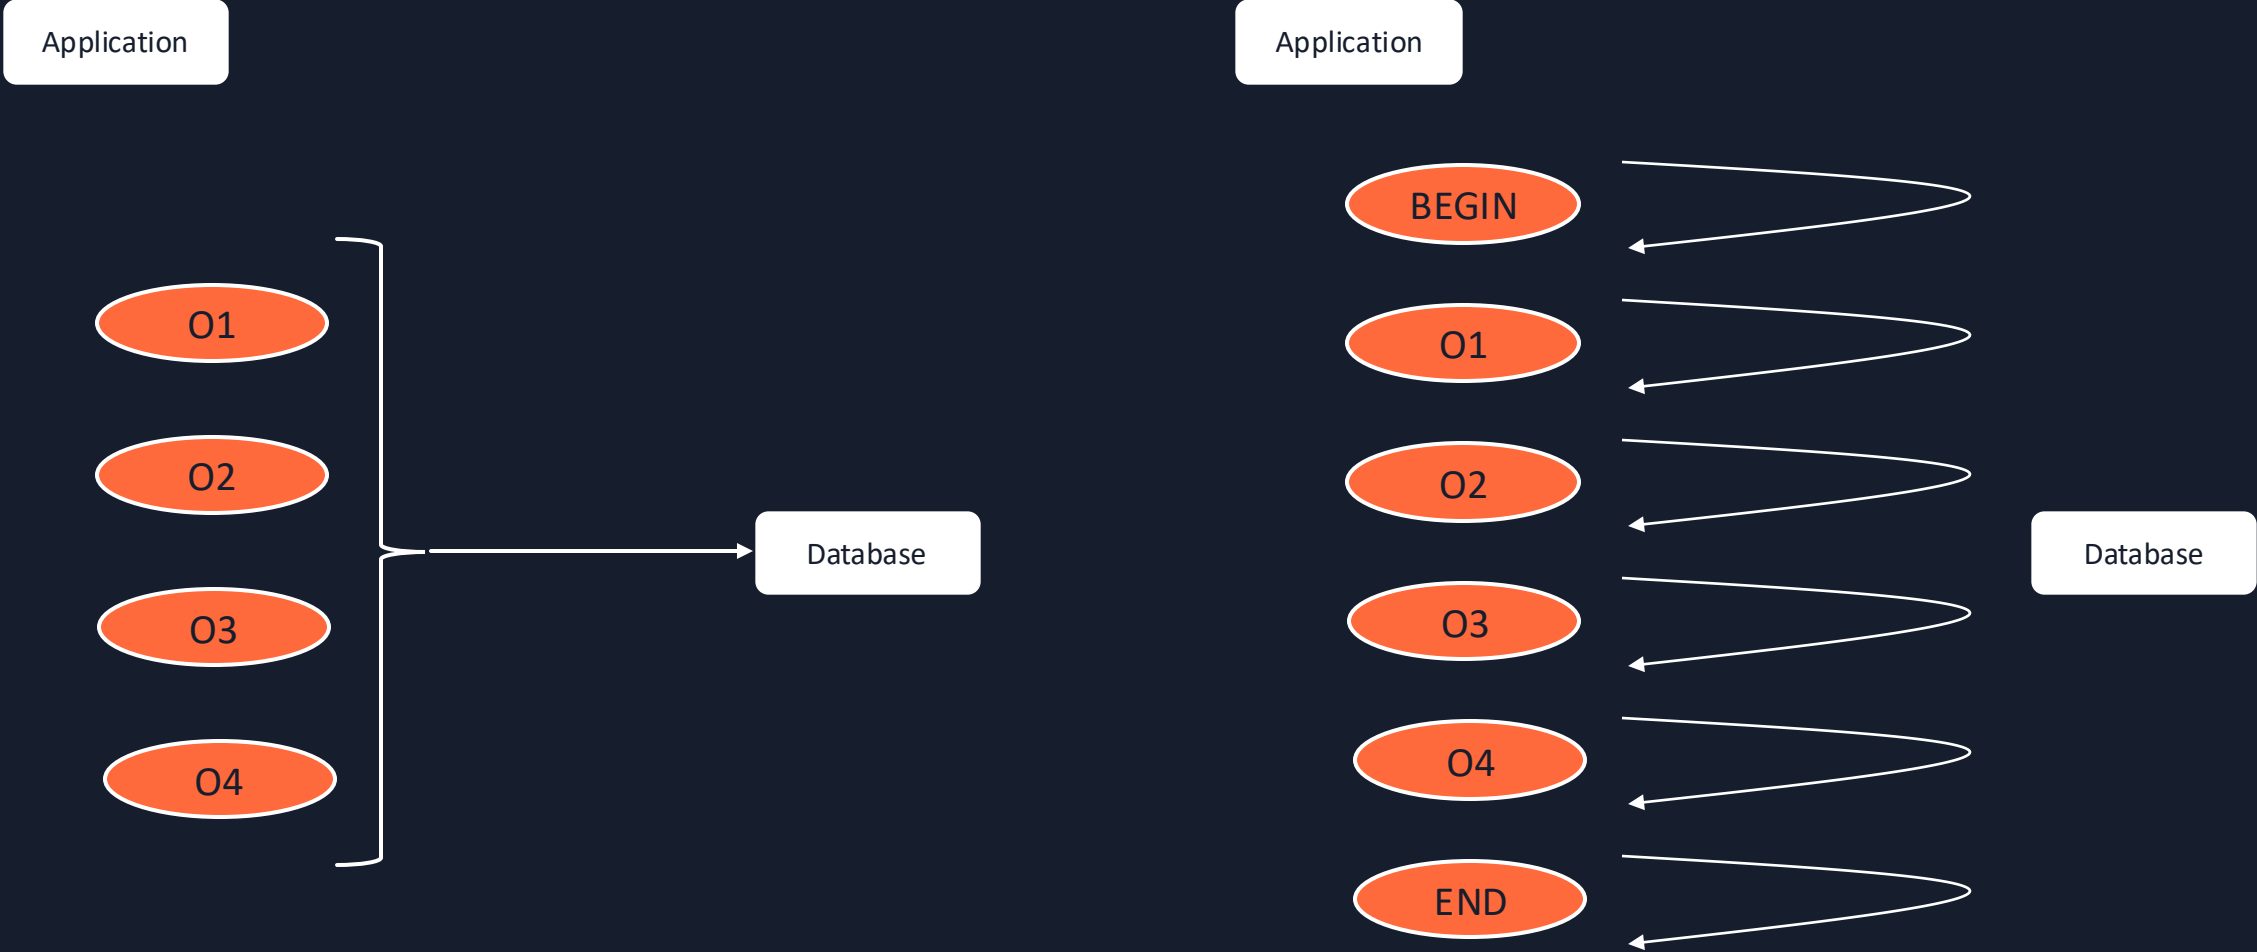 Application
O1
O2
O3
O4
Database
Application
BEGIN
O1
O2
O3
O4
END
Database